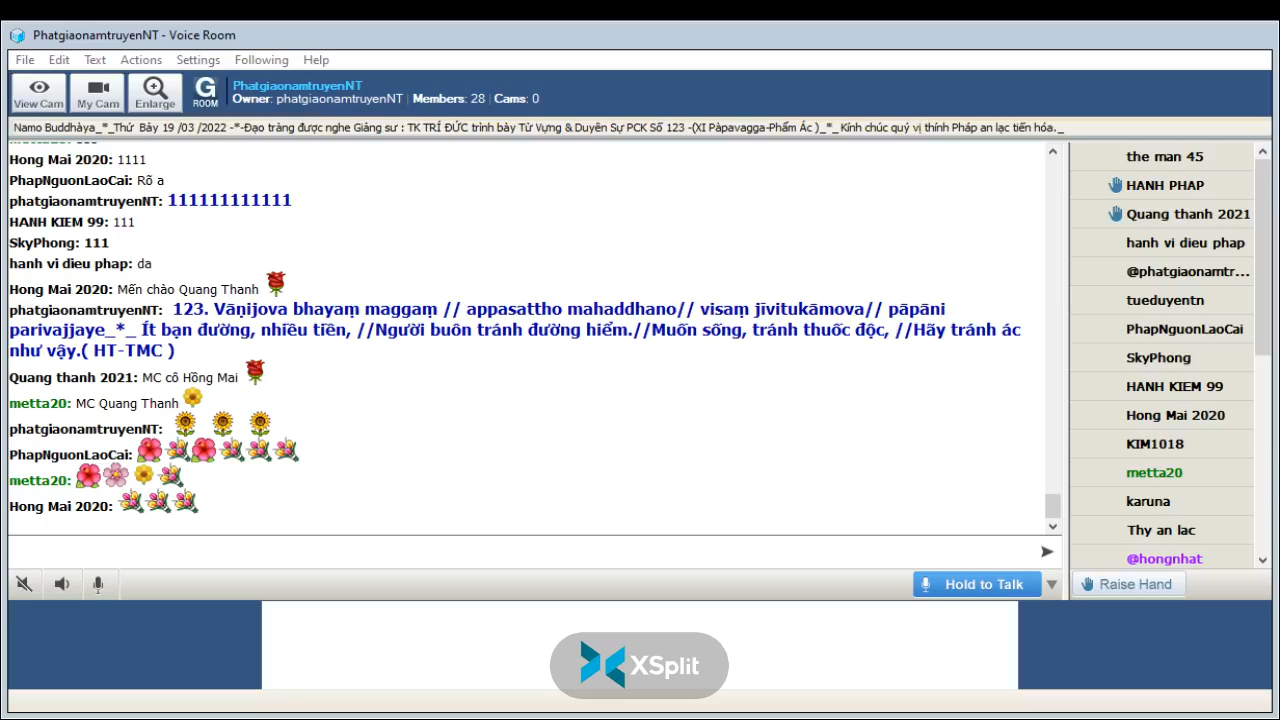 PhatgiaonamtruyenNT - Voice Room
File Edit Text Actions Settings Following Help
View Cam My Cam Enlarge G ROOM
PhatgiaonamtruyenNT
Owner: phatgiaonamtruyenNT | Members: 28 | Cams: 0
Namo Buddhàya_*_Thứ Bảy 19 /03 /2022 -*-Đạo tràng được nghe Giảng sư : TK TRÍ ĐỨC trình bày Từ Vựng & Duyên Sự PCK Số 123 -(XI Pàpavagga-Phẩm Ác )_*_ Kính chúc quý vị thính Pháp an lạc tiến hóa._
Hong Mai 2020: 1111
PhapNguonLaoCai: Rõ a
phatgiaonamtruyenNT: 111111111111
HANH KIEM 99: 111
SkyPhong: 111
hanh vi dieu phap: da
Hong Mai 2020: Mến chào Quang Thanh
phatgiaonamtruyenNT: 123. Vāṇijova bhayaṃ maggaṃ // appasattho mahaddhano// visaṃ jīvitukāmova// pāpāni
parivajjaye_*_ Ít bạn đường, nhiều tiền, //Người buôn tránh đường hiểm.//Muốn sống, tránh thuốc độc, //Hãy tránh ác
như vậy.( HT-TMC )
Quang thanh 2021: MC cô Hồng Mai
metta20: MC Quang Thanh
phatgiaonamtruyenNT:
PhapNguonLaoCai:
metta20:
Hong Mai 2020:
the man 45
HANH PHAP
Quang thanh 2021
hanh vi dieu phap
@phatgiaonamtr...
tueduyentn
PhapNguonLaoCai
SkyPhong
HANH KIEM 99
Hong Mai 2020
KIM1018
metta20
karuna
Thy an lac
@hongnhat
Hold to Talk
Raise Hand
XSplit